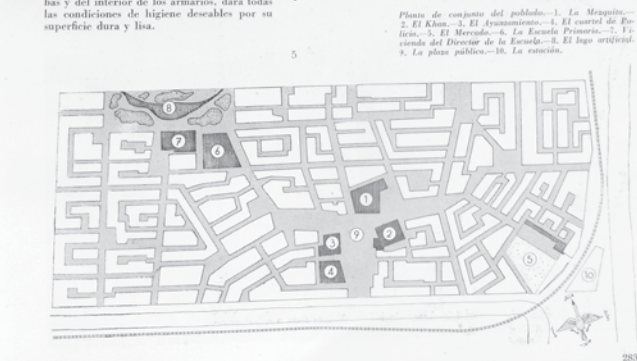 bas y del interior de los armarios, dará todas
las condiciones de higiene deseables por su
superficie dura y lisa.
Planta de conjunto del poblado.—1. La Mezquita.—
2. El Khan.—3. El Ayuntamiento.—4. El cuartel de Po-
licía.—5. El Mercado.—6. La Escuela Primaria.—7. Vi-
vienda del Director de la Escuela.—8. El lago artificial.
9. La plaza pública.—10. La estación.
5
8
7
6
1
9
2
3
4
5
10
283